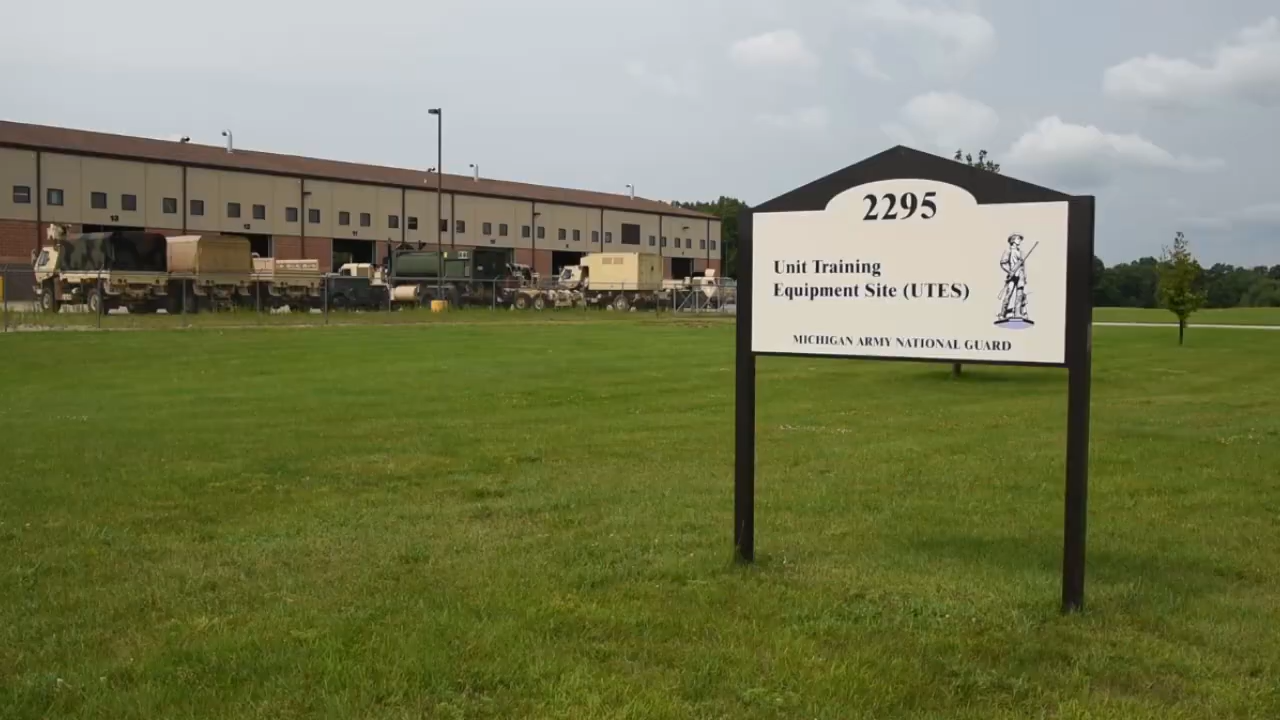 2295
Unit Training
Equipment Site (UTES)
MICHIGAN ARMY NATIONAL GUARD